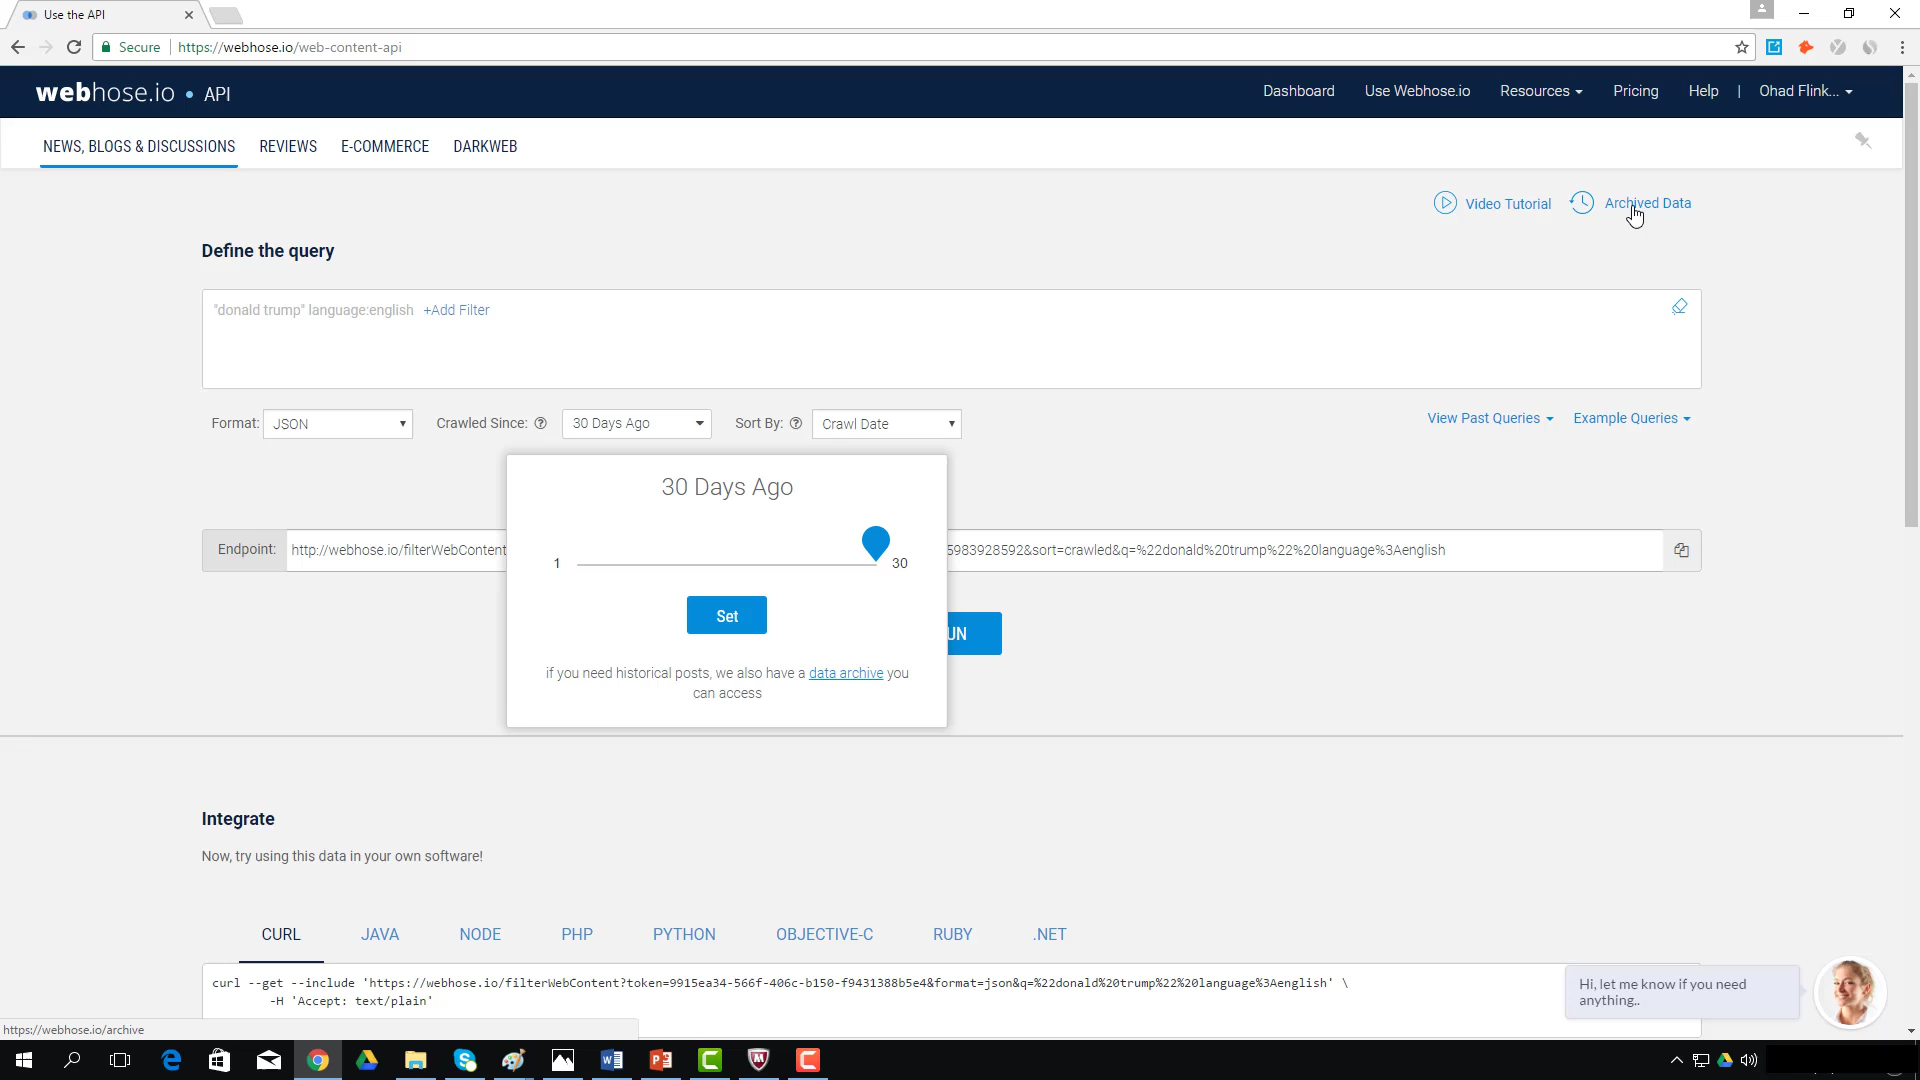 Use the API
Secure https://webhose.io/web-content-api
webhose.io • API
Dashboard Use Webhose.io Resources Pricing Help | Ohad Flink...
NEWS, BLOGS & DISCUSSIONS REVIEWS E-COMMERCE DARKWEB
Video Tutorial Archived Data
Define the query
"donald trump" language:english +Add Filter
Format: JSON Crawled Since: 30 Days Ago Sort By: Crawl Date View Past Queries Example Queries
30 Days Ago
Endpoint: http://webhose.io/filterWebContent 5983928592&sort=crawled&q=%22donald%20trump%22%20language%3Aenglish
1 30
Set
UN
if you need historical posts, we also have a data archive you
can access
Integrate
Now, try using this data in your own software!
CURL JAVA NODE PHP PYTHON OBJECTIVE-C RUBY .NET
curl --get --include 'https://webhose.io/filterWebContent?token=9915ea34-566f-406c-b150-f9431388b5e4&format=json&q=%22donald%20trump%22%20language%3Aenglish' \
-H 'Accept: text/plain'
Hi, let me know if you need
anything..
https://webhose.io/archive